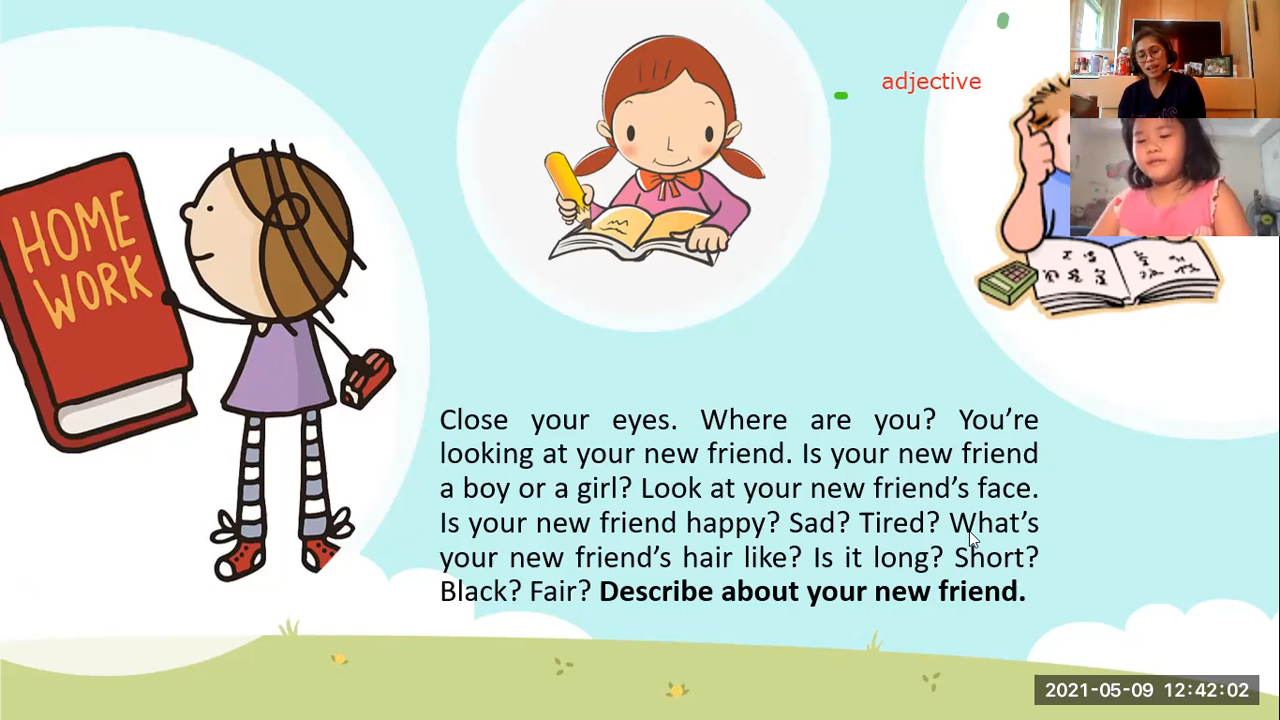 adjective
HOME
WORK
Close your eyes. Where are you? You’re
looking at your new friend. Is your new friend
a boy or a girl? Look at your new friend’s face.
Is your new friend happy? Sad? Tired? What’s
your new friend’s hair like? Is it long? Short?
Black? Fair? Describe about your new friend.
2021-05-09 12:42:02